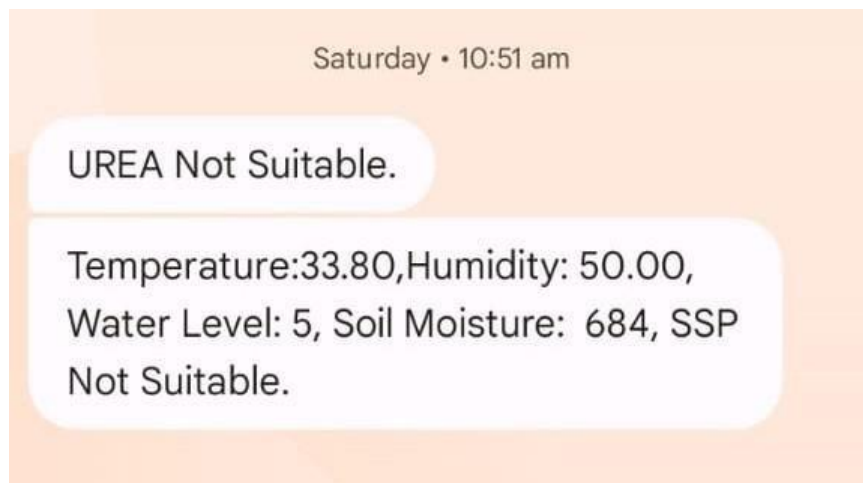 Saturday • 10:51 am
UREA Not Suitable.
Temperature:33.80,Humidity: 50.00,
Water Level: 5, Soil Moisture:  684, SSP
Not Suitable.